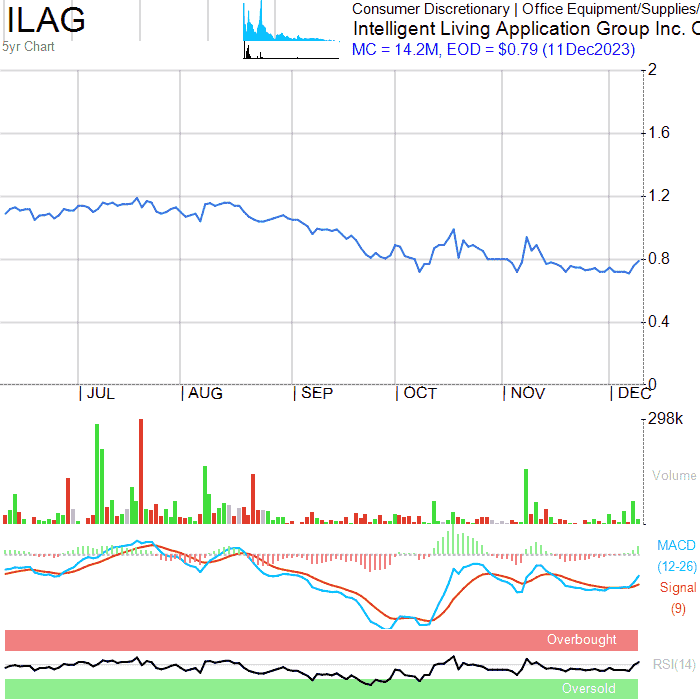 ILAG
5yr Chart
Consumer Discretionary | Office Equipment/Supplies/
Intelligent Living Application Group Inc.
MC = 14.2M, EOD = $0.79 (11Dec2023)
2
1.6
1.2
0.8
0.4
0
| JUL | AUG | SEP | OCT | NOV | DEC
298K
Volume
MACD
(12-26)
Signal
(9)
Overbought
RSI(14)
Oversold